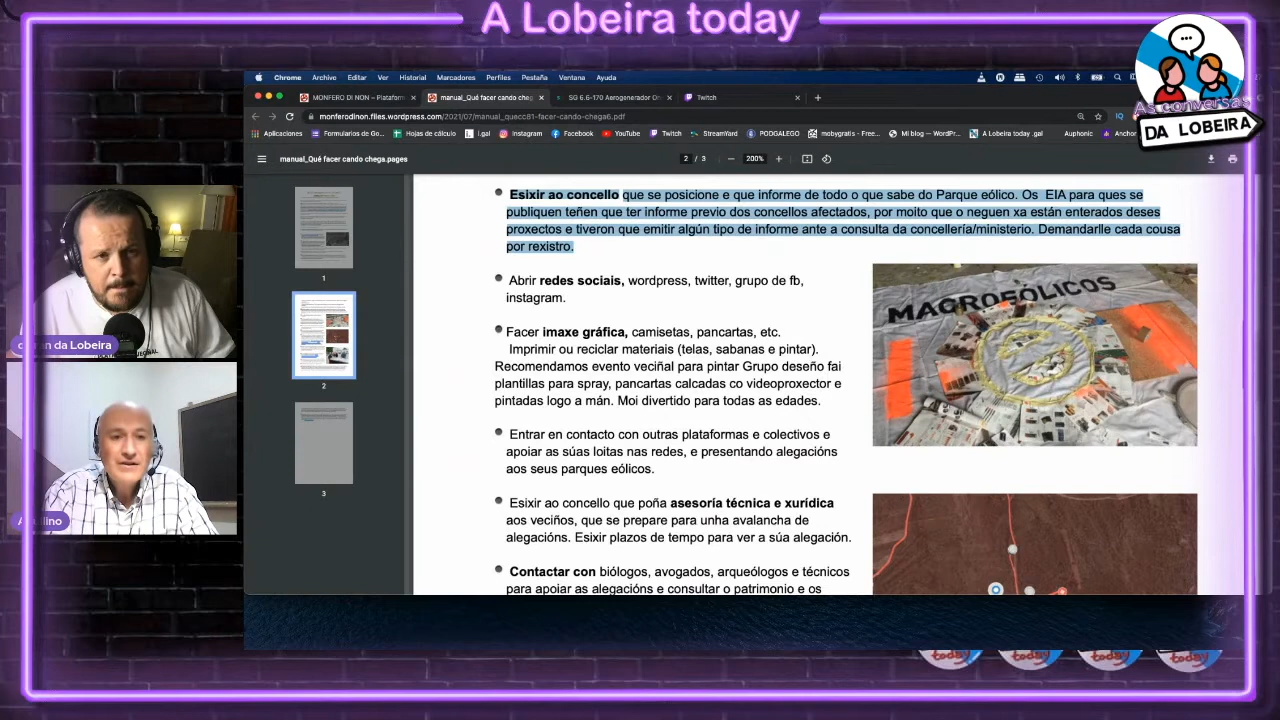 A Lobeira today
As conversas
DA LOBEIRA
Chrome Archivo Editar Ver Historial Marcadores Perfiles Pestaña Ventana Ayuda
MONFERO DI NON – Plataform
manual_Qué facer cando cheg
SG 6.6-170 Aerogenerador On
Twitch
monferodinon.files.wordpress.com/2021/07/manual_quecc81-facer-cando-chega6.pdf
Aplicaciones Formularios de Go... Hojas de cálculo i.gal Instagram Facebook YouTube Twitch StreamYard PODGALEGO mobygratis - Free... Mi blog — WordPr... A Lobeira today .gal Auphonic Anchor
manual_Qué facer cando chega.pages
2 / 3
200%
1
2
3
Esixir ao concello que se posicione e que informe de todo o que sabe do Parque eólico. Os EIA para ques se
publiquen teñen que ter informe previo dos concellos afectados, por moito que o neguen xa están enterados deses
proxectos e tiveron que emitir algún tipo de informe ante a consulta da concellería/ministerio. Demandarlle cada cousa
por rexistro.
Abrir redes sociais, wordpress, twitter, grupo de fb,
instagram.
Facer imaxe gráfica, camisetas, pancartas, etc.
Imprimir ou reciclar materiais (telas, sabanas e pintar).
Recomendamos evento veciñal para pintar Grupo deseño fai
plantillas para spray, pancartas calcadas co videoproxector e
pintadas logo a mán. Moi divertido para todas as edades.
Entrar en contacto con outras plataformas e colectivos e
apoiar as súas loitas nas redes, e presentando alegacións
aos seus parques eólicos.
Esixir ao concello que poña asesoría técnica e xurídica
aos veciños, que se prepare para unha avalancha de
alegacións. Esixir plazos de tempo para ver a súa alegación.
Contactar con biólogos, avogados, arqueólogos e técnicos
para apoiar as alegacións e consultar o patrimonio e os
MACROEÓLICOS
an da Lobeira
ilino
today
today
today
today